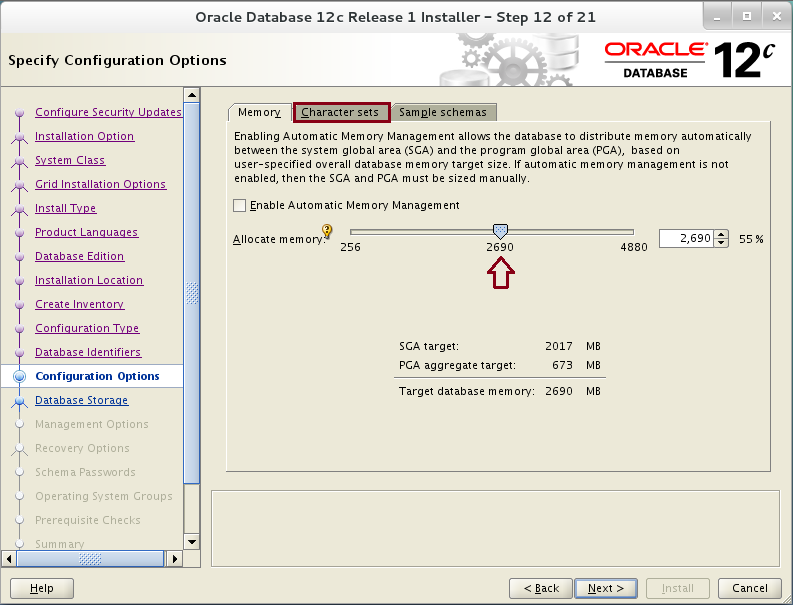 Oracle Database 12c Release 1 Installer - Step 12 of 21
Specify Configuration Options
ORACLE®
DATABASE
12c
Configure Security Updates
Installation Option
System Class
Grid Installation Options
Install Type
Product Languages
Database Edition
Installation Location
Create Inventory
Configuration Type
Database Identifiers
Configuration Options
Database Storage
Management Options
Recovery Options
Schema Passwords
Operating System Groups
Prerequisite Checks
Summary
Memory Character sets Sample schemas
Enabling Automatic Memory Management allows the database to distribute memory automatically
between the system global area (SGA) and the program global area (PGA), based on
user-specified overall database memory target size. If automatic memory management is not
enabled, then the SGA and PGA must be sized manually.
Enable Automatic Memory Management
Allocate memory: 2,690 55 %
256 2690 4880
SGA target: 2017 MB
PGA aggregate target: 673 MB
Target database memory: 2690 MB
Help < Back Next > Install Cancel